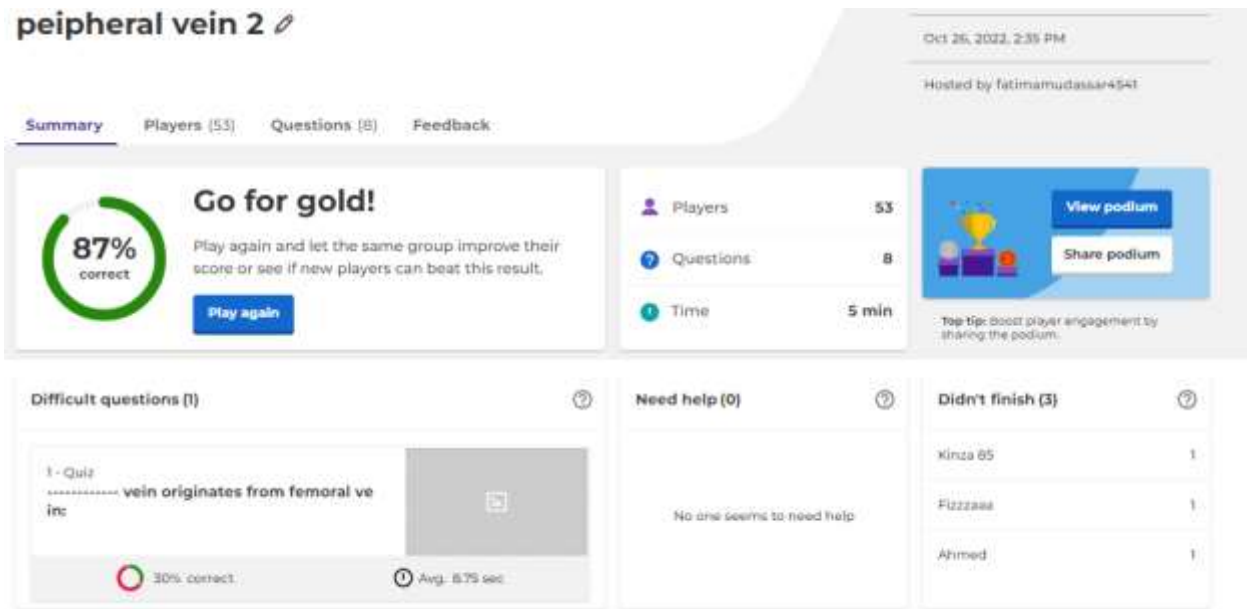 peipheral vein 2
Oct 26, 2022, 2:35 PM
Hosted by fatimamudassar4541
Summary Players (53) Questions (8) Feedback
87%
correct
Go for gold!
Play again and let the same group improve their
score or see if new players can beat this result.
Play again
Players 53
Questions 8
Time 5 min
View podium
Share podium
Top tip: Boost player engagement by
sharing the podium.
Difficult questions (1)
1 - Quiz
------------ vein originates from femoral ve
in:
30% correct
Avg. 8.75 sec
Need help (0)
No one seems to need help
Didn't finish (3)
Kinza 85 1
Fizzzaaa 1
Ahmed 1